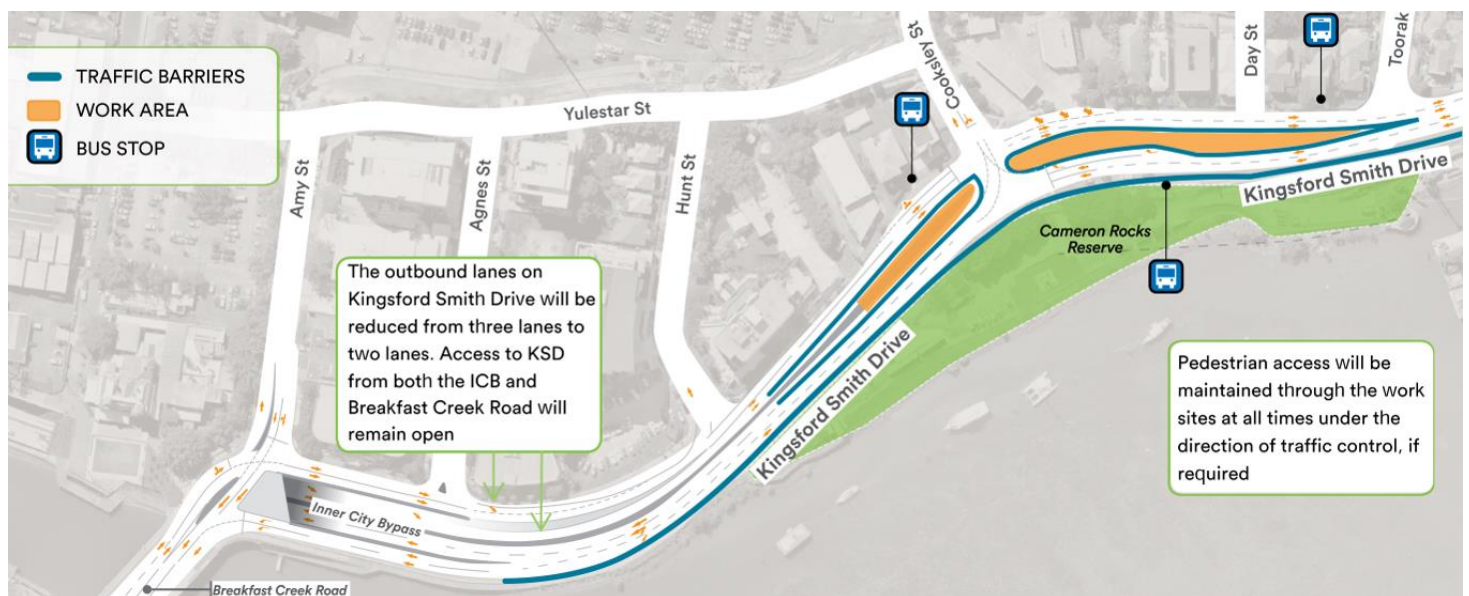 TRAFFIC BARRIERS
WORK AREA
BUS STOP
Yulestar St
Cooksley St
Day St
Toorak
Amy St
Agnes St
Hunt St
Kingsford Smith Drive
Cameron Rocks
Reserve
The outbound lanes on
Kingsford Smith Drive will be
reduced from three lanes to
two lanes. Access to KSD
from both the ICB and
Breakfast Creek Road will
remain open
Pedestrian access will be
maintained through the work
sites at all times under the
direction of traffic control, if
required
Kingsford Smith Drive
Inner City Bypass
Breakfast Creek Road